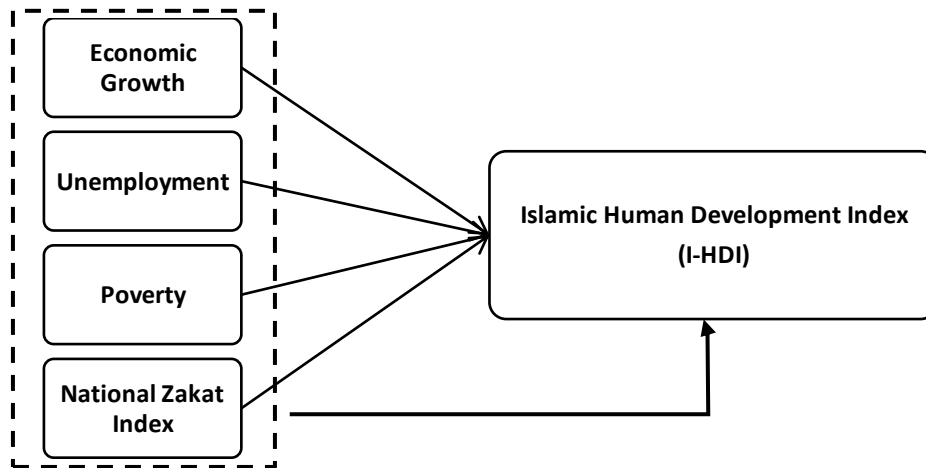 Economic
Growth
Unemployment
Poverty
National Zakat
Index
Islamic Human Development Index
(I-HDI)